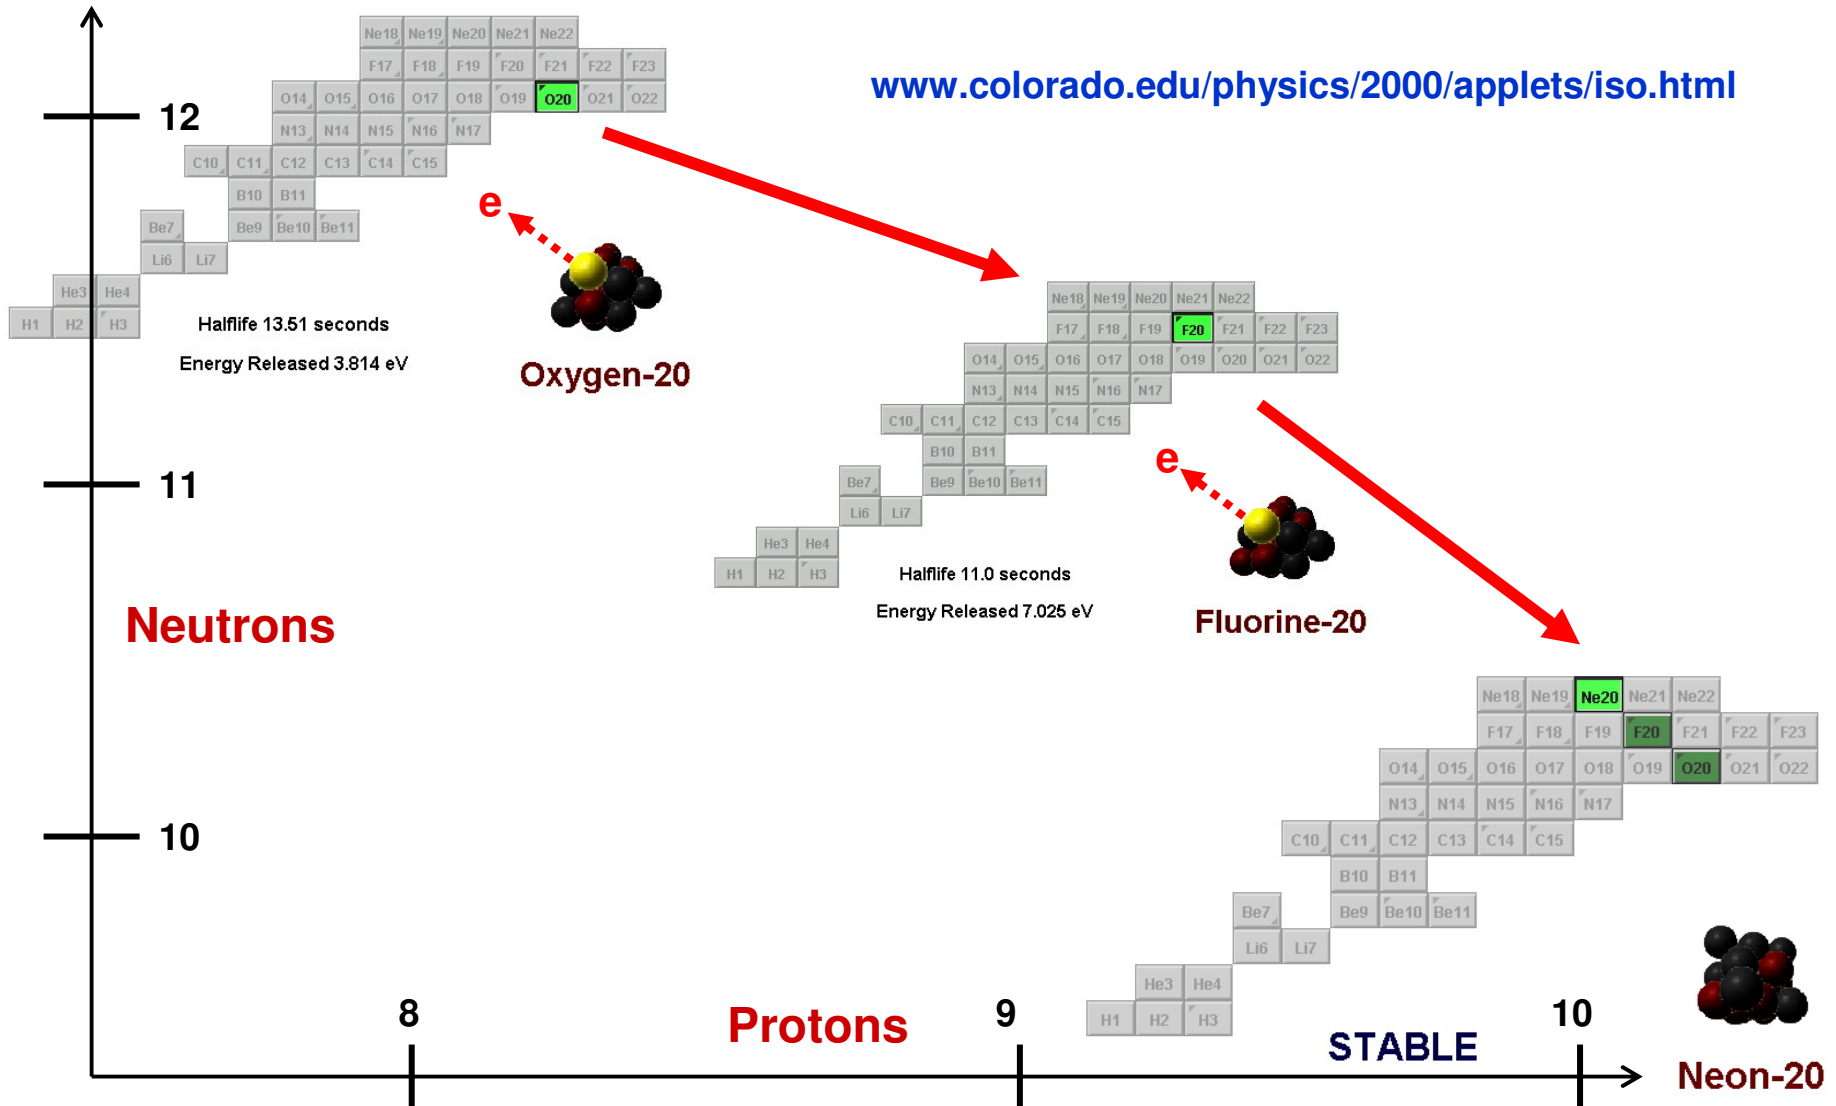 www.colorado.edu/physics/2000/applets/iso.html
12
11
10
Neutrons
Ne18 Ne19 Ne20 Ne21 Ne22
F17 F18 F19 F20 F21 F22 F23
O14 O15 O16 O17 O18 O19 O20 O21 O22
N13 N14 N15 N16 N17
C10 C11 C12 C13 C14 C15
B10 B11
Be7 Be9 Be10 Be11
Li6 Li7
He3 He4
H1 H2 H3
Halflife 13.51 seconds
Energy Released 3.814 eV
e
Oxygen-20
Ne18 Ne19 Ne20 Ne21 Ne22
F17 F18 F19 F20 F21 F22 F23
O14 O15 O16 O17 O18 O19 O20 O21 O22
N13 N14 N15 N16 N17
C10 C11 C12 C13 C14 C15
B10 B11
Be7 Be9 Be10 Be11
Li6 Li7
He3 He4
H1 H2 H3
Halflife 11.0 seconds
Energy Released 7.025 eV
e
Fluorine-20
Ne18 Ne19 Ne20 Ne21 Ne22
F17 F18 F19 F20 F21 F22 F23
O14 O15 O16 O17 O18 O19 O20 O21 O22
N13 N14 N15 N16 N17
C10 C11 C12 C13 C14 C15
B10 B11
Be7 Be9 Be10 Be11
Li6 Li7
He3 He4
H1 H2 H3
STABLE
Neon-20
8
Protons
9
10